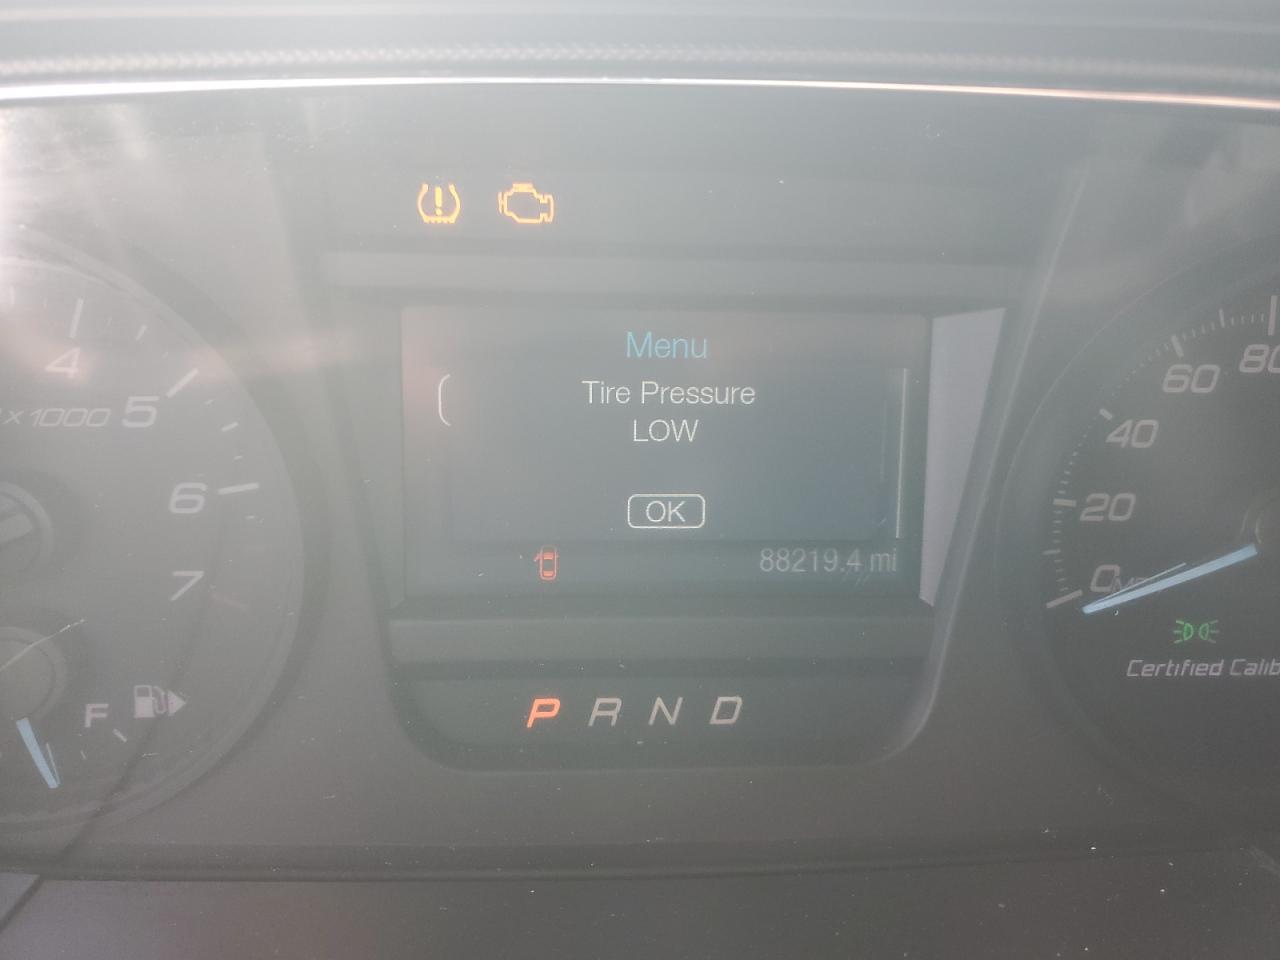 Menu
Tire Pressure
LOW
OK
88219.4 mi
P R N D
4
5
x1000
6
7
F
80
60
40
20
0
Certified Calib